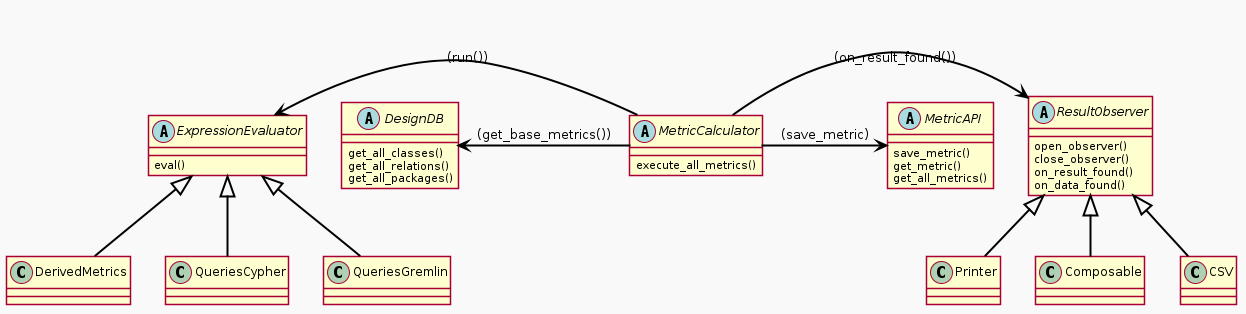 (run())
(on_result_found())
A ExpressionEvaluator
eval()
A DesignDB
get_all_classes()
get_all_relations()
get_all_packages()
(get_base_metrics())
A MetricCalculator
execute_all_metrics()
(save_metric)
A MetricAPI
save_metric()
get_metric()
get_all_metrics()
A ResultObserver
open_observer()
close_observer()
on_result_found()
on_data_found()
C DerivedMetrics
C QueriesCypher
C QueriesGremlin
C Printer
C Composable
C CSV